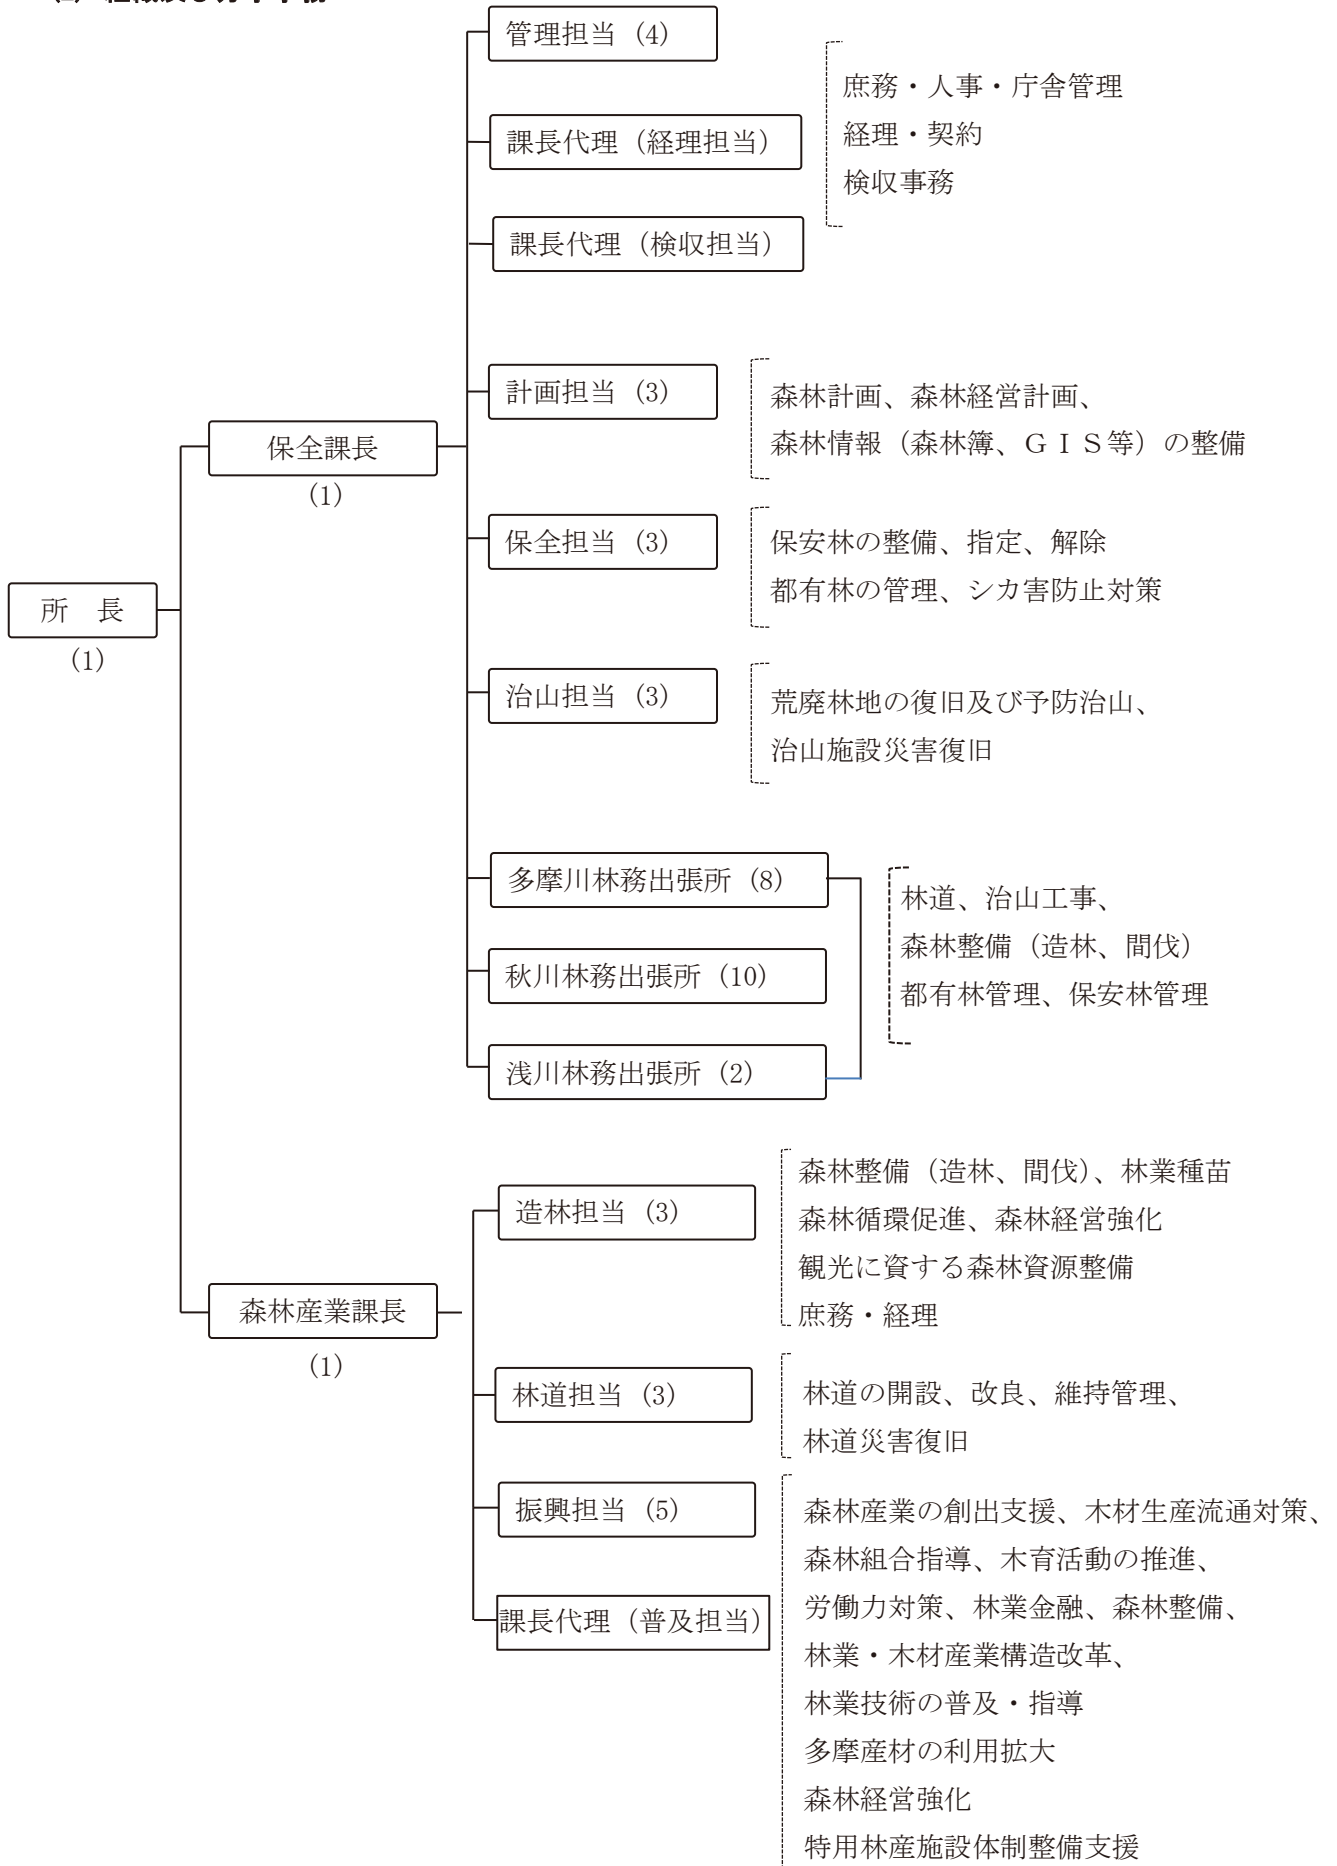 管理担当（4）
庶務・人事・庁舎管理
課長代理（経理担当）
経理・契約
検収事務
課長代理（検収担当）
計画担当（3）
森林計画、森林経営計画、
森林情報（森林簿、ＧＩＳ等）の整備
保全課長
(1)
保全担当（3）
保安林の整備、指定、解除
都有林の管理、シカ害防止対策
所　長
(1)
治山担当（3）
荒廃林地の復旧及び予防治山、
治山施設災害復旧
多摩川林務出張所（8）
秋川林務出張所（10）
浅川林務出張所（2）
林道、治山工事、
森林整備（造林、間伐）
都有林管理、保安林管理
森林産業課長
(1)
造林担当（3）
森林整備（造林、間伐）、林業種苗
森林循環促進、森林経営強化
観光に資する森林資源整備
庶務・経理
林道担当（3）
林道の開設、改良、維持管理、
林道災害復旧
振興担当（5）
課長代理（普及担当）
森林産業の創出支援、木材生産流通対策、
森林組合指導、木育活動の推進、
労働力対策、林業金融、森林整備、
林業・木材産業構造改革、
林業技術の普及・指導
多摩産材の利用拡大
森林経営強化
特用林産施設体制整備支援